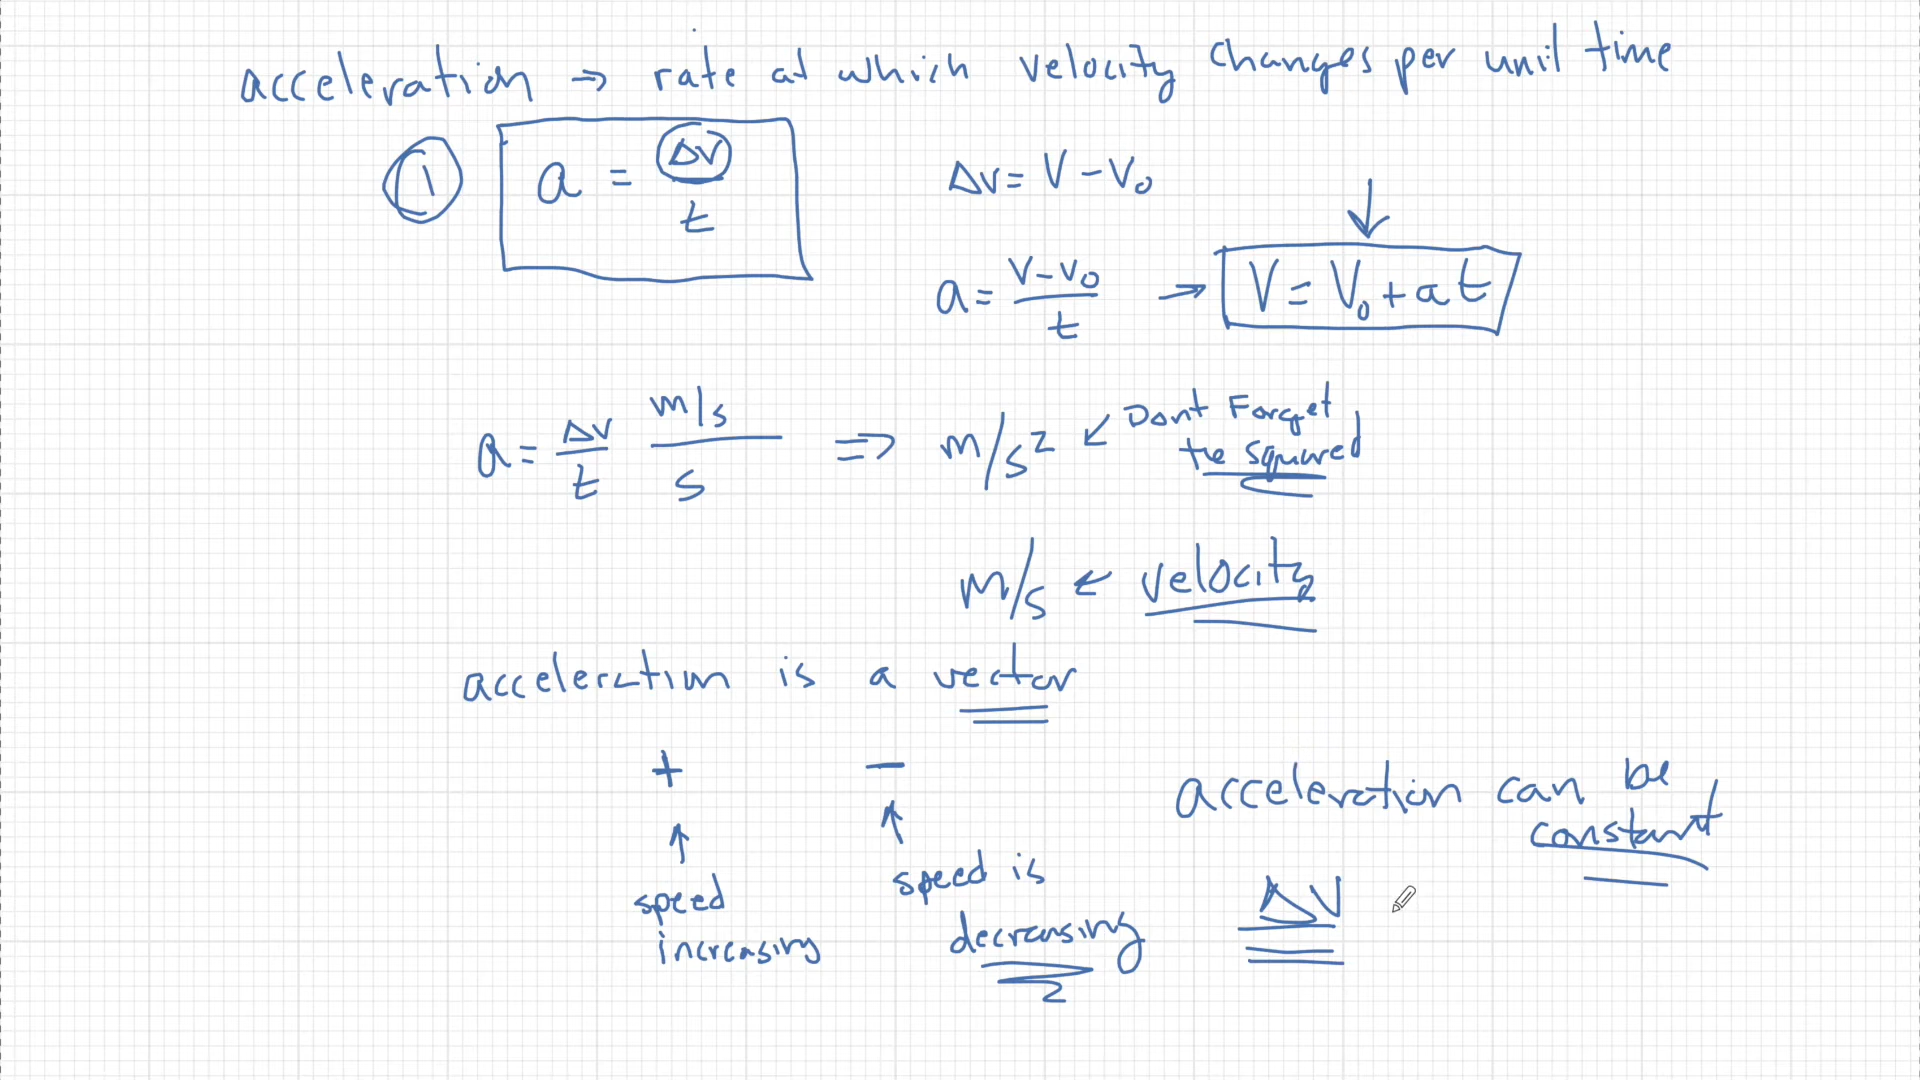 acceleration → rate at which velocity changes per unit time
① a = Δv / t
Δv = V - V₀
a = v - v₀ / t → V = V₀ + at
a = Δv / t m/s / s ⇒ m/s² ← Dont Forget
the squared
m/s ← velocity
acceleration is a vector
+ -
acceleration can be
constant
↑ speed
increasing
↑ speed is
decreasing
ΔV